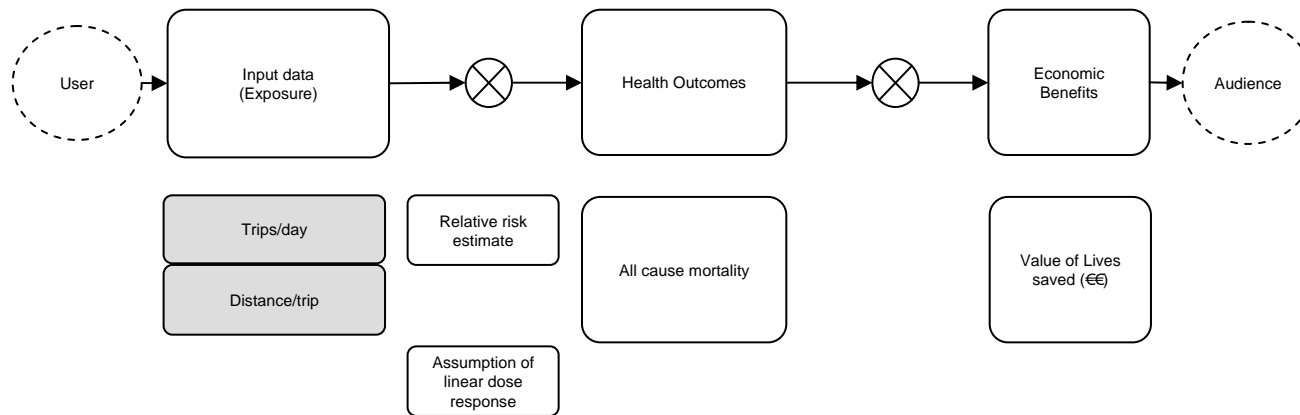 User
Input data
(Exposure)
Health Outcomes
Economic
Benefits
Audience
Trips/day
Distance/trip
Relative risk
estimate
Assumption of
linear dose
response
All cause mortality
Value of Lives
saved (€€)